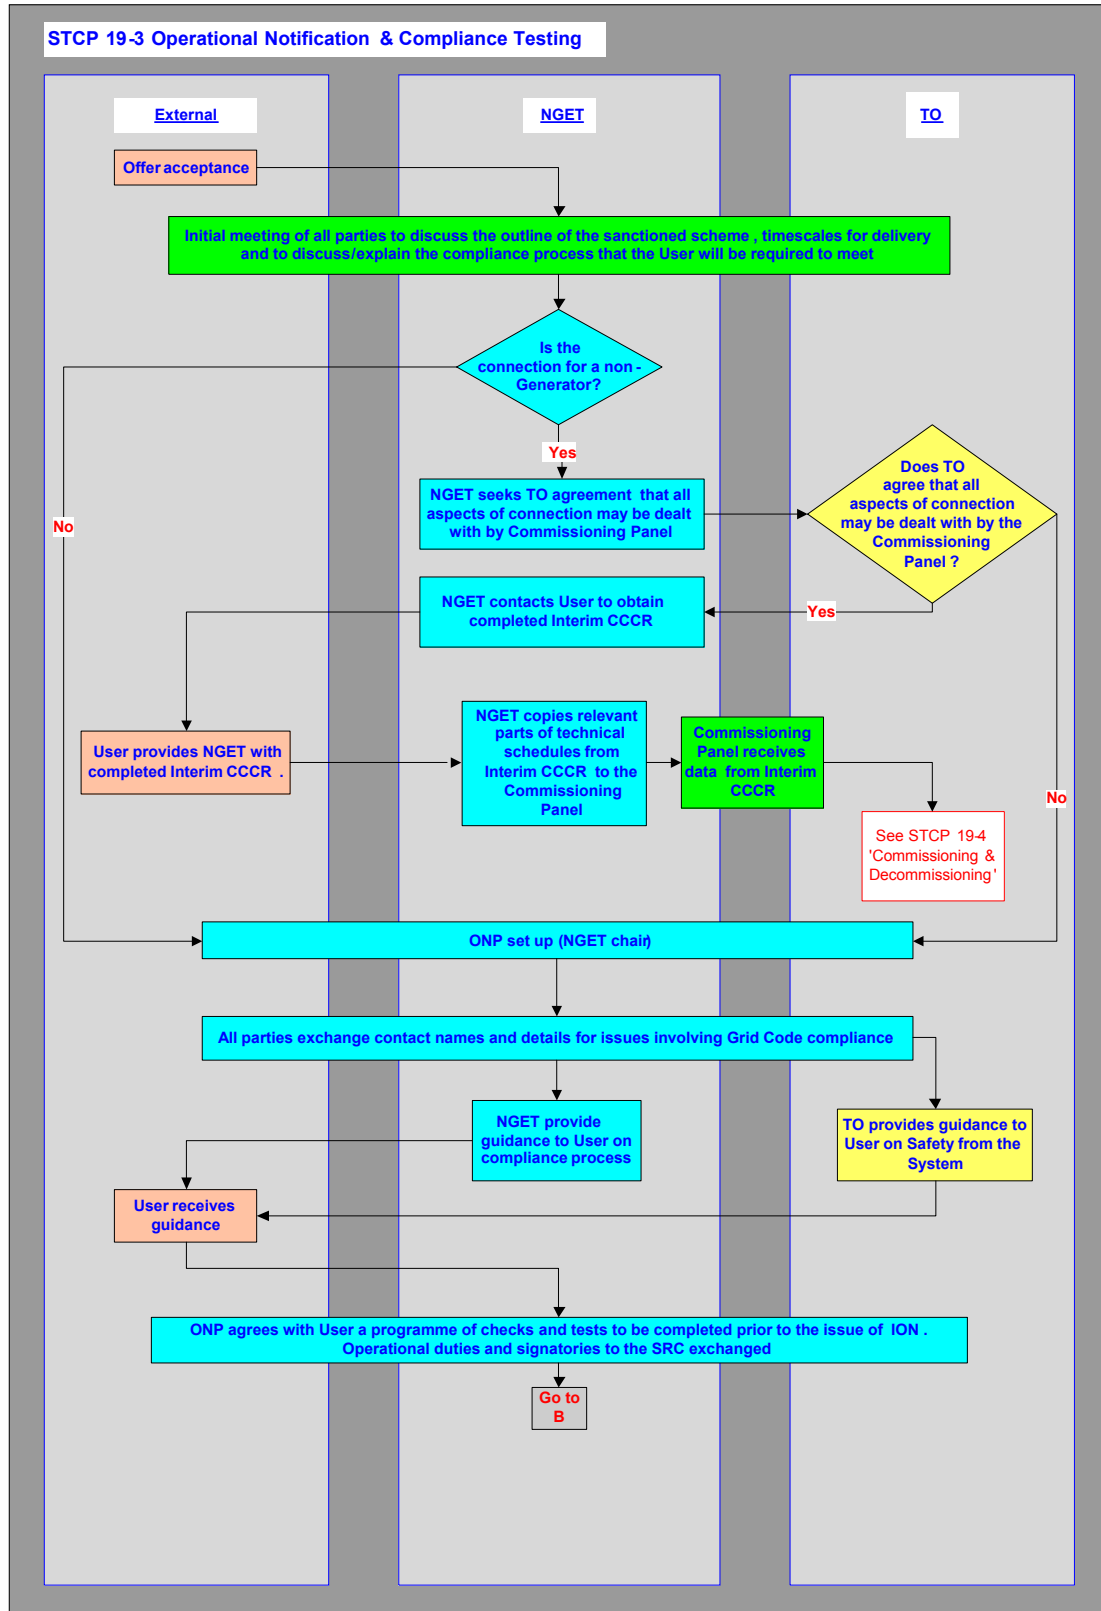 STCP 19-3 Operational Notification & Compliance Testing
External
NGET
TO
Offer acceptance
Initial meeting of all parties to discuss the outline of the sanctioned scheme , timescales for delivery
and to discuss/explain the compliance process that the User will be required to meet
Is the
connection for a non -
Generator?
Yes
No
NGET seeks TO agreement that all
aspects of connection may be dealt
with by Commissioning Panel
Does TO
agree that all
aspects of connection
may be dealt with by the
Commissioning
Panel ?
NGET contacts User to obtain
completed Interim CCCR
Yes
No
User provides NGET with
completed Interim CCCR .
NGET copies relevant
parts of technical
schedules from
Interim CCCR to the
Commissioning
Panel
Commissioning
Panel receives
data from Interim
CCCR
See STCP 19-4
'Commissioning &
Decommissioning'
ONP set up (NGET chair)
All parties exchange contact names and details for issues involving Grid Code compliance
NGET provide
guidance to User on
compliance process
TO provides guidance to
User on Safety from the
System
User receives
guidance
ONP agrees with User a programme of checks and tests to be completed prior to the issue of ION .
Operational duties and signatories to the SRC exchanged
Go to
B